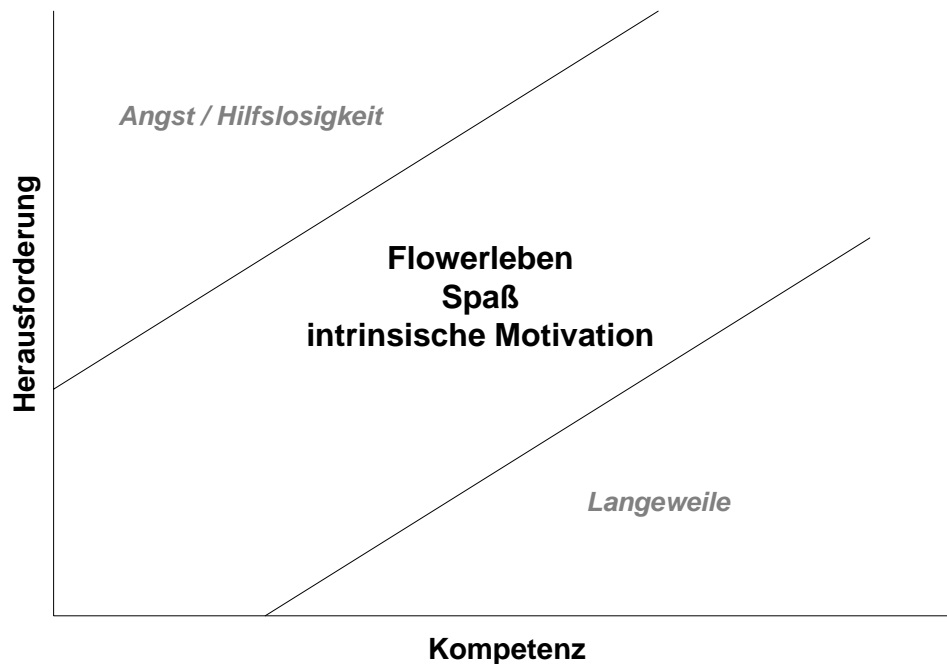 Angst / Hilfslosigkeit
Herausforderung
Flowerleben
Spaß
intrinsische Motivation
Langeweile
Kompetenz